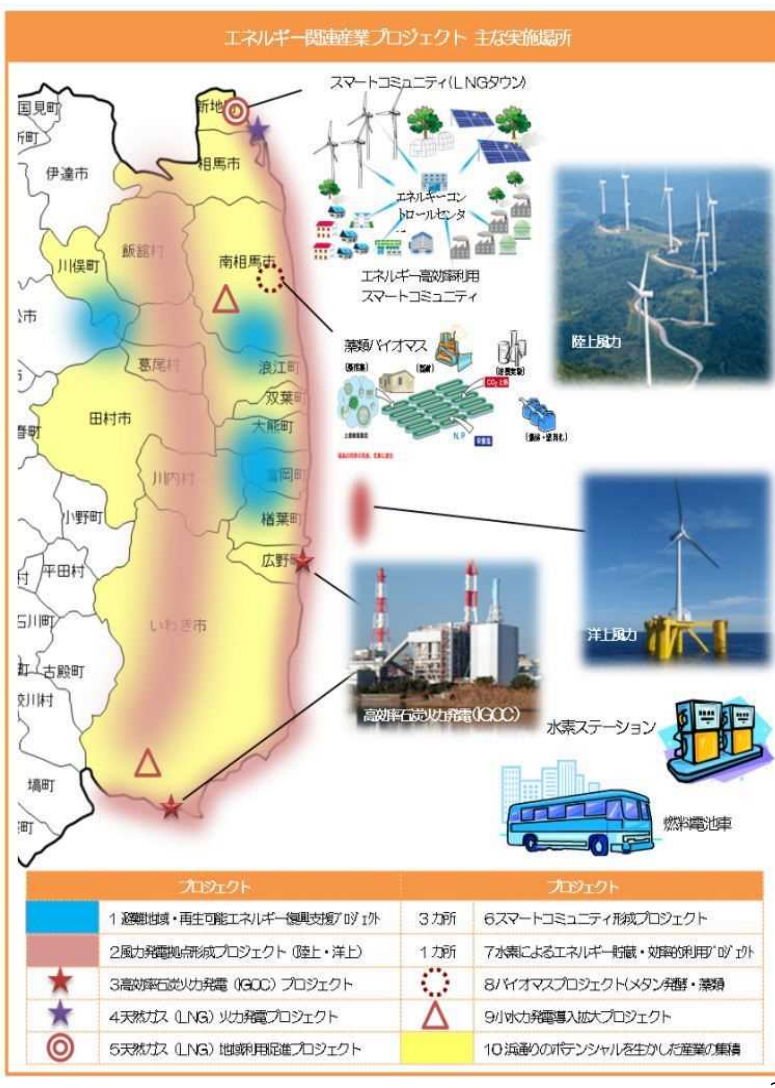 エネルギー関連産業プロジェクト 主な実施場所
スマートコミュニティ(LNGタウン)
国見町
新地
伊達市
相馬市
エネルギーコン
トロールセンタ
ー
飯舘村
川俣町
南相馬市
エネルギー高効率利用
スマートコミュニティ
陸上風力
松市
藻類バイオマス
葛尾村
浪江町
双葉町
田村市
大熊町
CO₂
N.P
川内村
富岡町
小野町
楢葉町
平田村
広野
石川町
いわき市
洋上風力
古殿町
鮫川村
高効率石炭火力発電(IGCC)
水素ステーション
塙町
燃料電池車
プロジェクト
プロジェクト
1 避難地域・再生可能エネルギー復興支援プロジェクト
3カ所
6スマートコミュニティ形成プロジェクト
2風力発電拠点形成プロジェクト(陸上・洋上)
1カ所
7水素によるエネルギー貯蔵・効率的利用プロジェクト
3高効率石炭火力発電(IGCC)プロジェクト
8バイオマスプロジェクト(メタン発酵・藻類
4天然ガス(LNG)火力発電プロジェクト
9小水力発電導入拡大プロジェクト
5天然ガス(LNG)地域利用促進プロジェクト
10浜通りのポテンシャルを生かした産業の集積